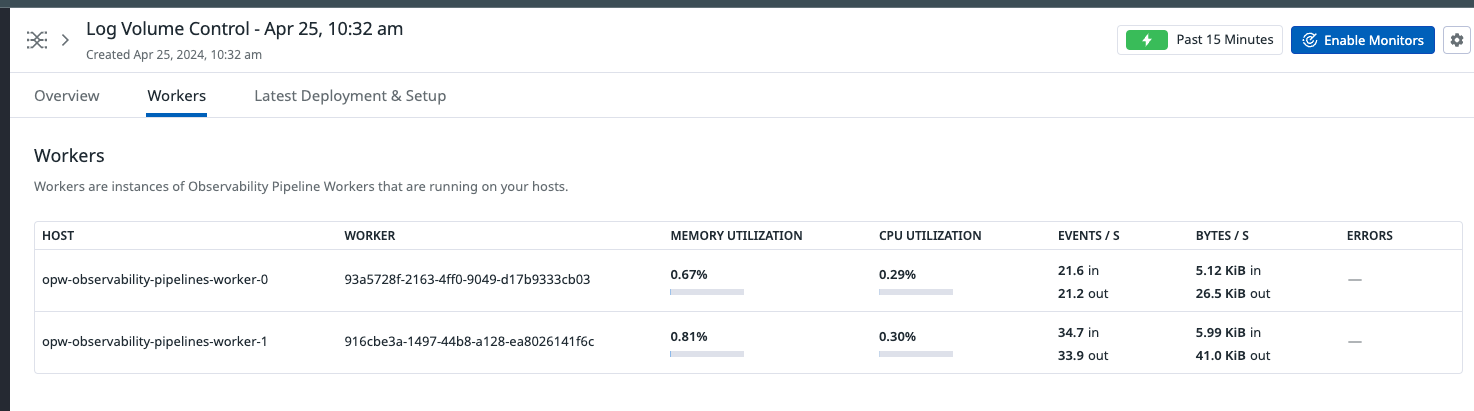 Log Volume Control - Apr 25, 10:32 am
Created Apr 25, 2024, 10:32 am
Past 15 Minutes
Enable Monitors
Overview Workers Latest Deployment & Setup
Workers
Workers are instances of Observability Pipeline Workers that are running on your hosts.
HOST WORKER MEMORY UTILIZATION CPU UTILIZATION EVENTS / S BYTES / S ERRORS
opw-observability-pipelines-worker-0 93a5728f-2163-4ff0-9049-d17b9333cb03 0.67% 0.29% 21.6 in 5.12 KiB in —
21.2 out 26.5 KiB out
opw-observability-pipelines-worker-1 916cbe3a-1497-44b8-a128-ea8026141f6c 0.81% 0.30% 34.7 in 5.99 KiB in —
33.9 out 41.0 KiB out